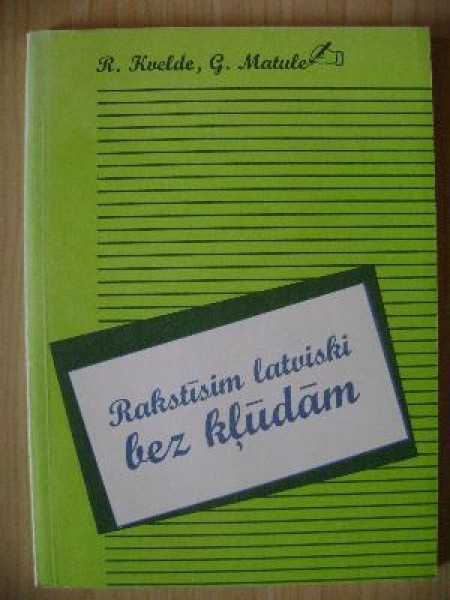 R. Kvelde, G. Matule
Rakstīsim latviski
bez kļūdām